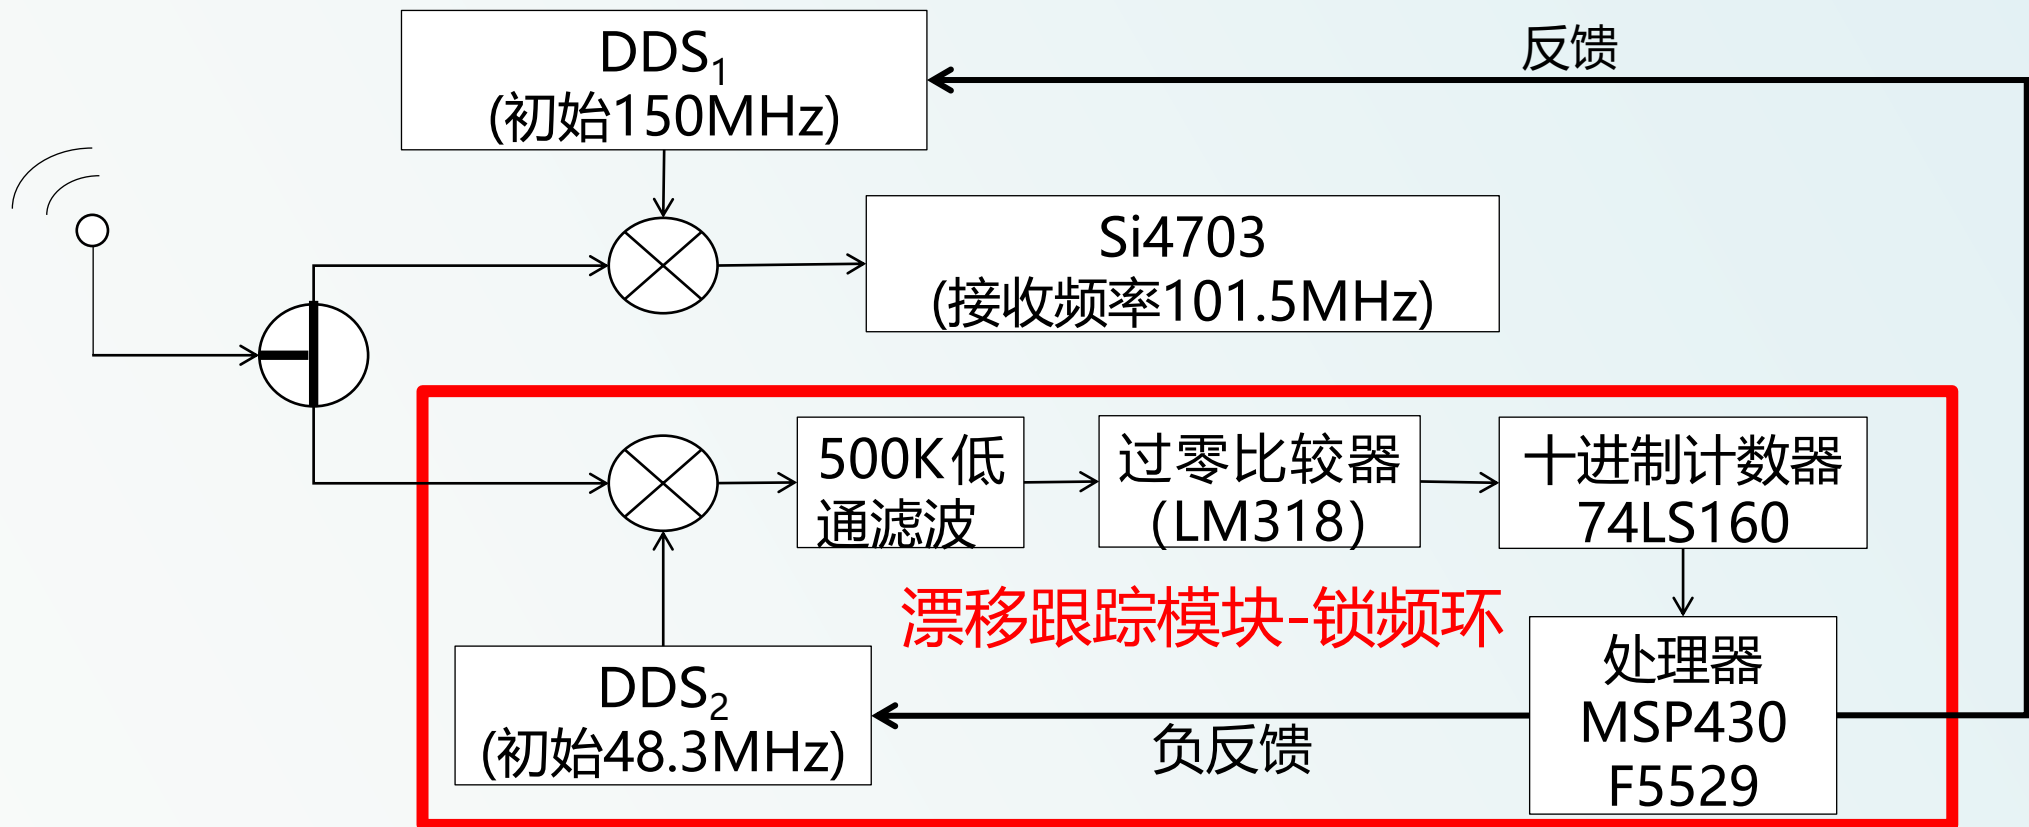 DDS₁
(初始150MHz)
反馈
Si4703
(接收频率101.5MHz)
500K低
通滤波
过零比较器
(LM318)
十进制计数器
74LS160
漂移跟踪模块-锁频环
DDS₂
(初始48.3MHz)
负反馈
处理器
MSP430
F5529